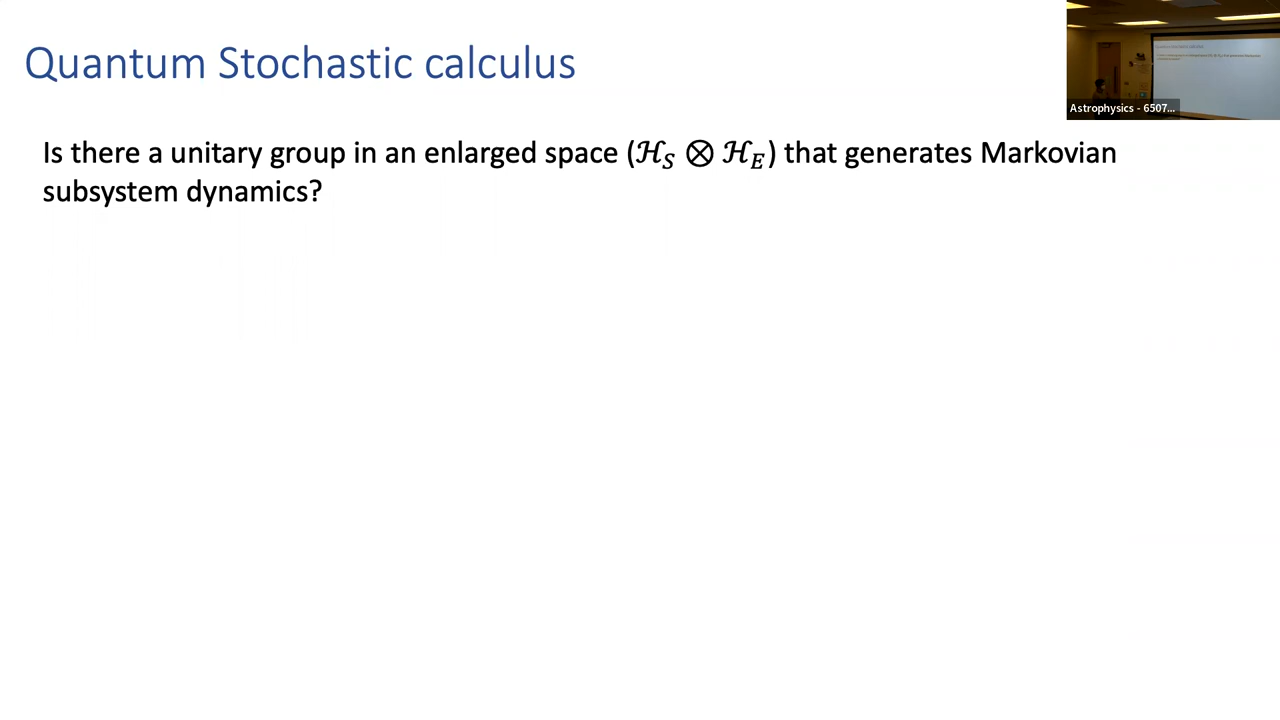 Quantum Stochastic calculus
Is there a unitary group in an enlarged space (ℋ_S ⊗ ℋ_E) that generates Markovian
subsystem dynamics?
Astrophysics - 6507...